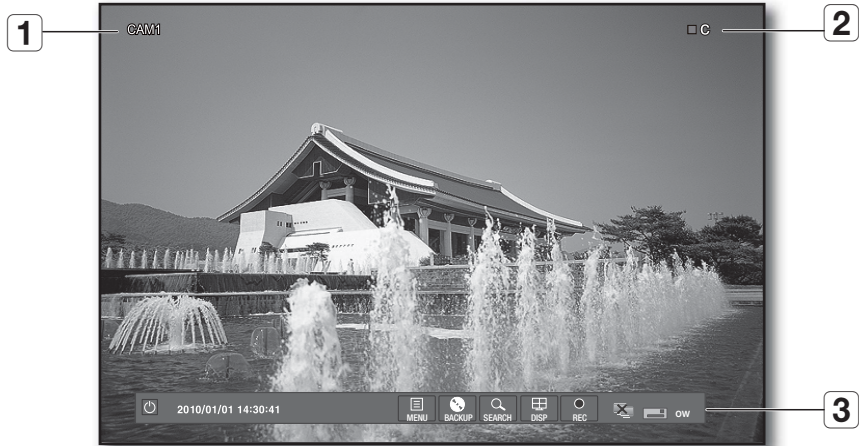 1
CAM1
C
2
2010/01/01 14:30:41
MENU
BACKUP
SEARCH
DISP
REC
OW
3